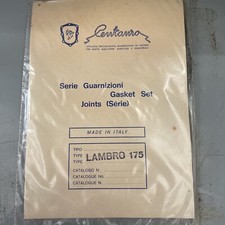 Centauro
Serie Guarnizioni
Gasket Set
Joints (Série)
MADE IN ITALY
TIPO
TYPE LAMBRO 175
TYPE
CATALOGO N.
CATALOGUE No.
CATALOGUE N.